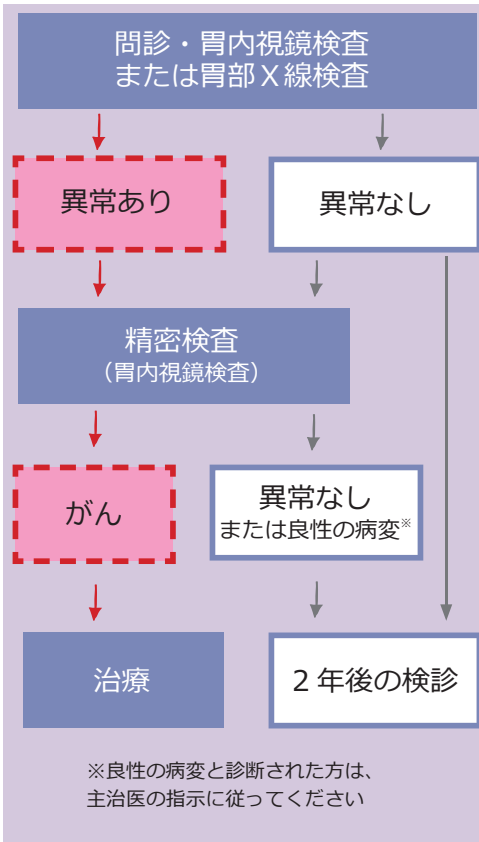 問診・胃内視鏡検査
または胃部X線検査
異常あり
異常なし
精密検査
（胃内視鏡検査）
がん
異常なし
または良性の病変※
治療
2年後の検診
※良性の病変と診断された方は、
主治医の指示に従ってください